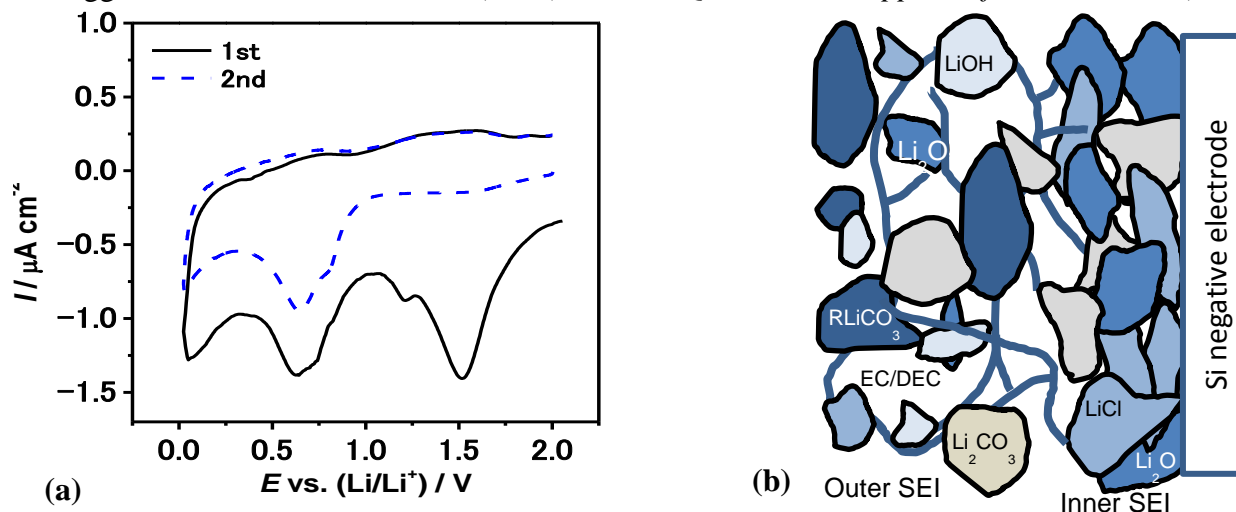 1st
2nd
1.0
0.5
0.0
−0.5
−1.0
−1.5
I / μA cm⁻²
0.0 0.5 1.0 1.5 2.0
E vs. (Li/Li⁺) / V
(a)
LiOH
Li₂O
RLiCO₃
EC/DEC
Li₂CO₃
LiCl
Li₂O
Si negative electrode
Outer SEI
Inner SEI
(b)